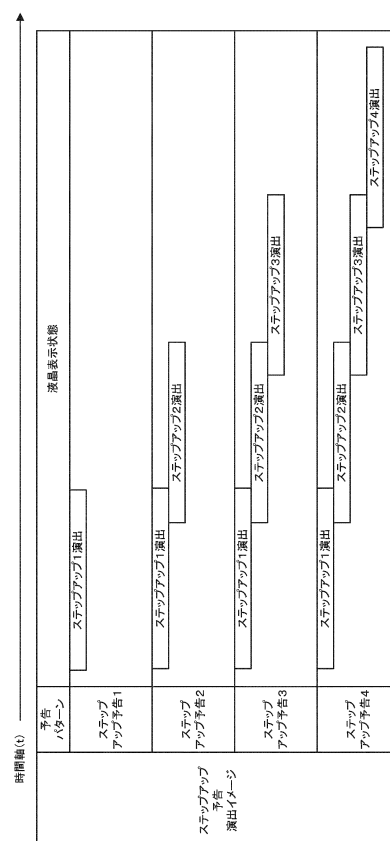 時間軸(t)
ステップアップ
予告
演出イメージ
予告
パターン
液晶表示状態
ステップ
アップ予告1
ステップアップ1演出
ステップ
アップ予告2
ステップアップ1演出
ステップアップ2演出
ステップ
アップ予告3
ステップアップ1演出
ステップアップ2演出
ステップアップ3演出
ステップ
アップ予告4
ステップアップ1演出
ステップアップ2演出
ステップアップ3演出
ステップアップ4演出